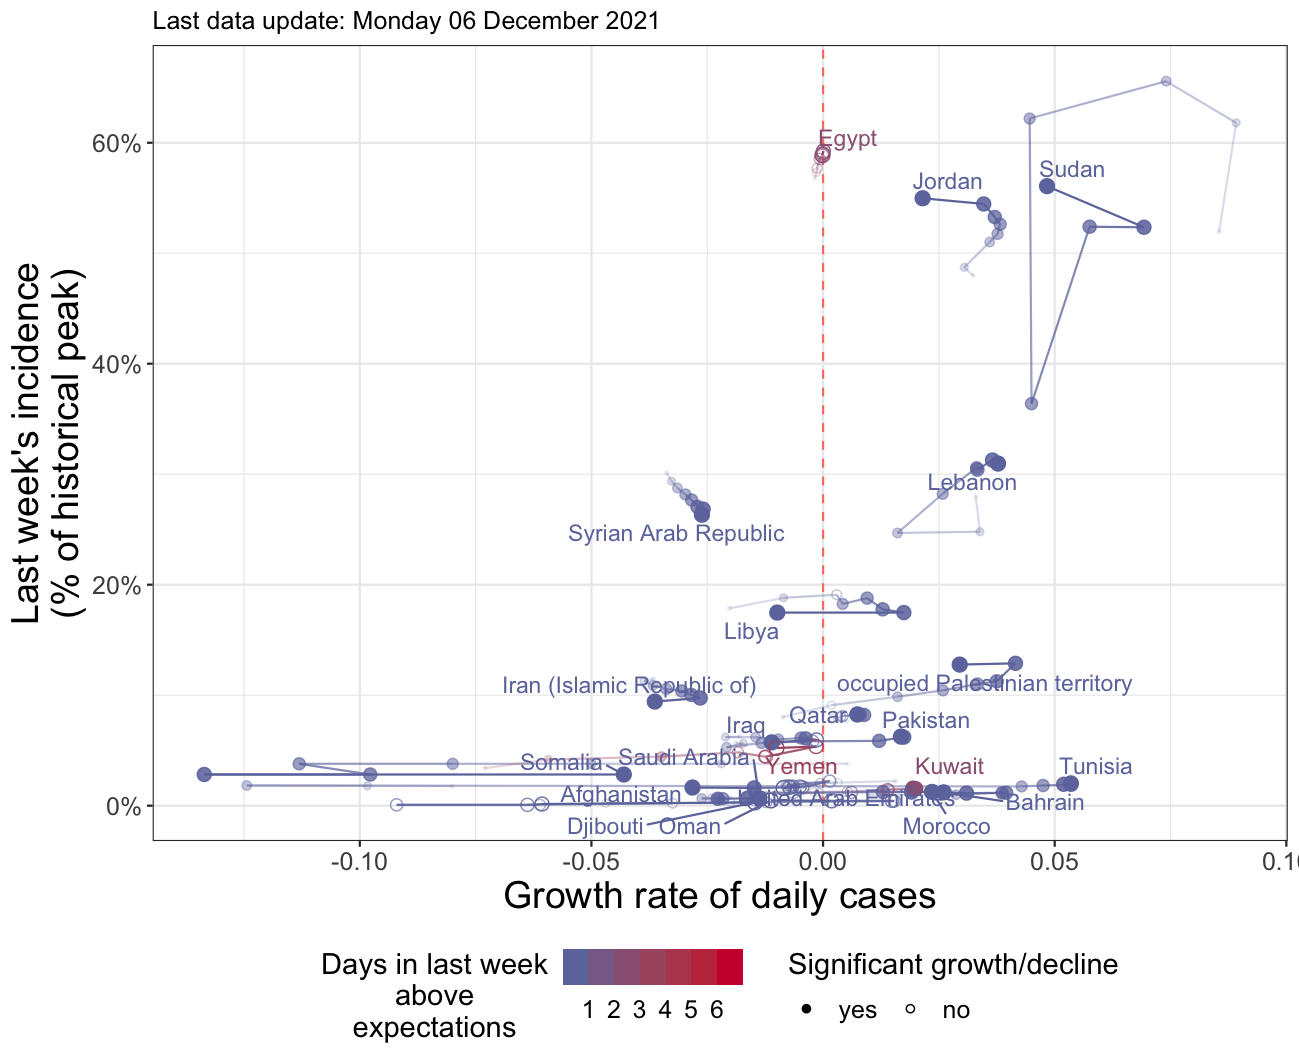 Last data update: Monday 06 December 2021
Last week's incidence
(% of historical peak)
60%
40%
20%
0%
Egypt
Jordan
Sudan
Lebanon
Syrian Arab Republic
Libya
Iran (Islamic Republic of)
occupied Palestinian territory
Qatar
Iraq
Pakistan
Somalia
Saudi Arabia
Yemen
Kuwait
Tunisia
Afghanistan
Arab Emirates
Bahrain
Djibouti
Oman
Morocco
-0.10
-0.05
0.00
0.05
0.10
Growth rate of daily cases
Days in last week
above
expectations
1 2 3 4 5 6
Significant growth/decline
yes
no